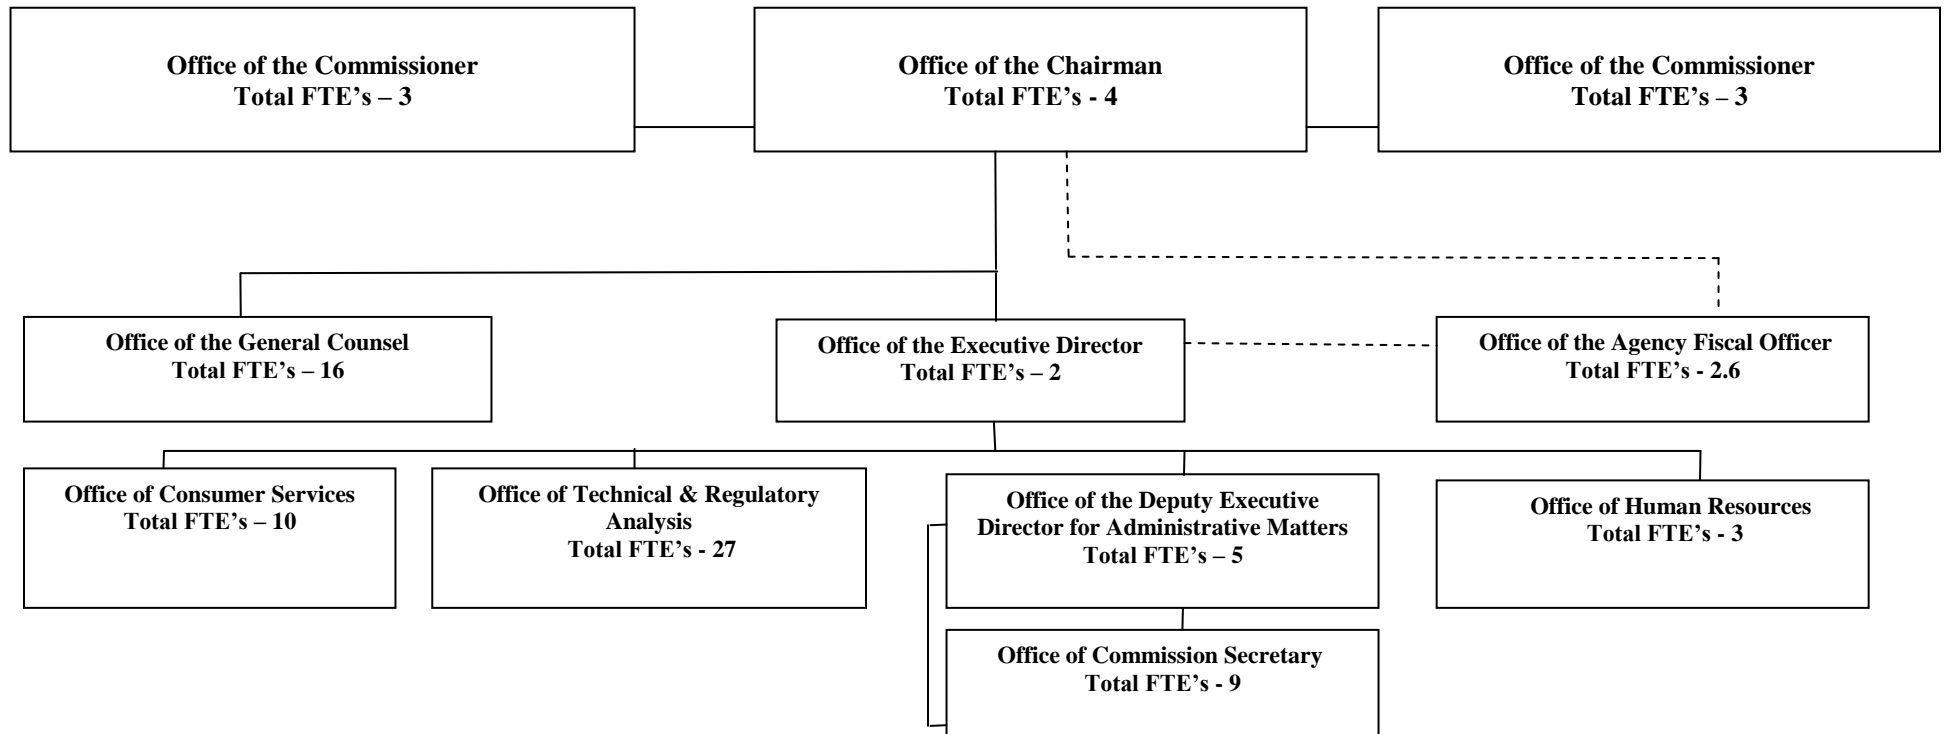 Office of the Commissioner
Total FTE’s – 3
Office of the Chairman
Total FTE’s - 4
Office of the Commissioner
Total FTE’s – 3
Office of the General Counsel
Total FTE’s – 16
Office of the Executive Director
Total FTE’s – 2
Office of the Agency Fiscal Officer
Total FTE’s - 2.6
Office of Consumer Services
Total FTE’s – 10
Office of Technical & Regulatory
Analysis
Total FTE’s - 27
Office of the Deputy Executive
Director for Administrative Matters
Total FTE’s – 5
Office of Human Resources
Total FTE’s - 3
Office of Commission Secretary
Total FTE’s - 9